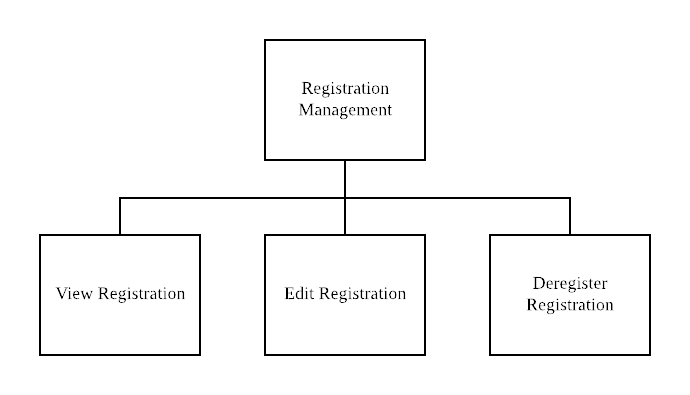 Registration
Management
View Registration
Edit Registration
Deregister
Registration